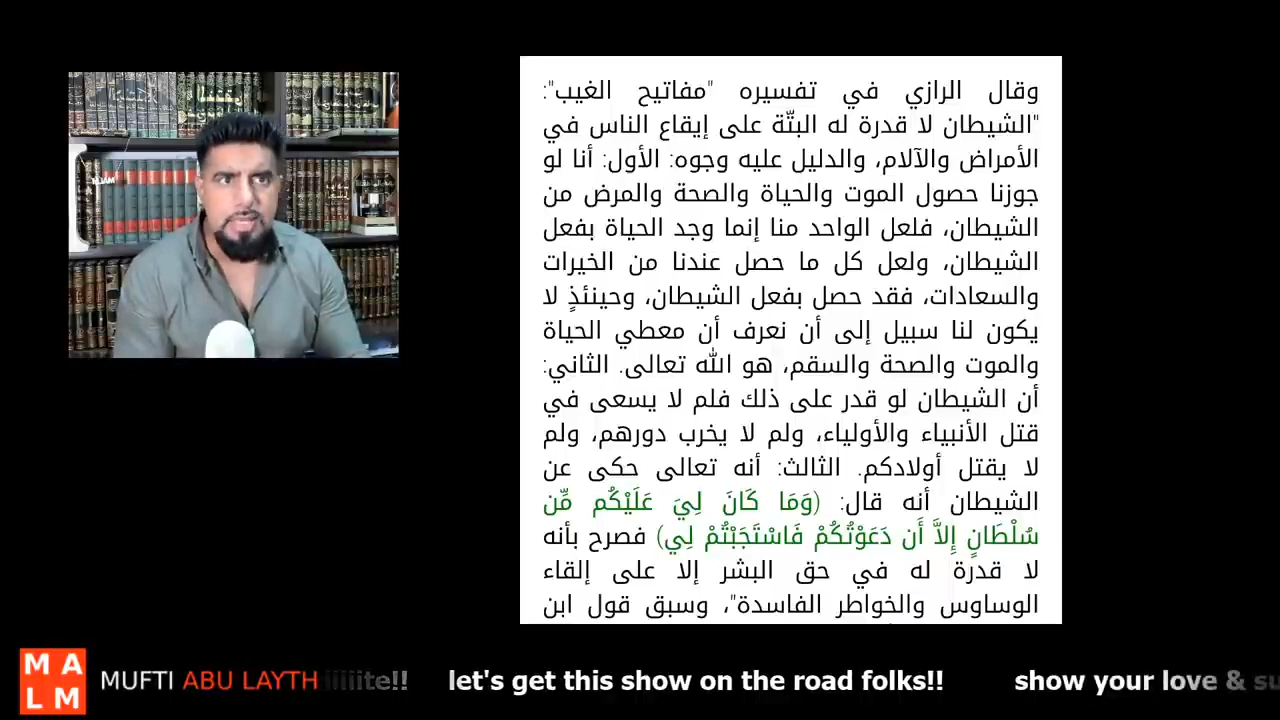 وقال الرازي في تفسيره "مفاتيح الغيب":
"الشيطان لا قدرة له البتّة على إيقاع الناس في
الأمراض والآلام، والدليل عليه وجوه: الأول: أنا لو
جوزنا حصول الموت والحياة والصحة والمرض من
الشيطان، فلعل الواحد منا إنما وجد الحياة بفعل
الشيطان، ولعل كل ما حصل عندنا من الخيرات
والسعادات، فقد حصل بفعل الشيطان، وحينئذٍ لا
يكون لنا سبيل إلى أن نعرف أن معطي الحياة
والموت والصحة والسقم، هو الله تعالى. الثاني:
أن الشيطان لو قدر على ذلك فلم لا يسعى في
قتل الأنبياء والأولياء، ولم لا يخرب دورهم، ولم
لا يقتل أولادكم. الثالث: أنه تعالى حكى عن
الشيطان أنه قال: (وَمَا كَانَ لِيَ عَلَيْكُم مِّن
سُلْطَانٍ إِلاَّ أَن دَعَوْتُكُمْ فَاسْتَجَبْتُمْ لِي) فصرح بأنه
لا قدرة له في حق البشر إلا على إلقاء
الوساوس والخواطر الفاسدة"، وسبق قول ابن
MALM
MUFTI ABU LAYTH iiiiite!! let's get this show on the road folks!! show your love &